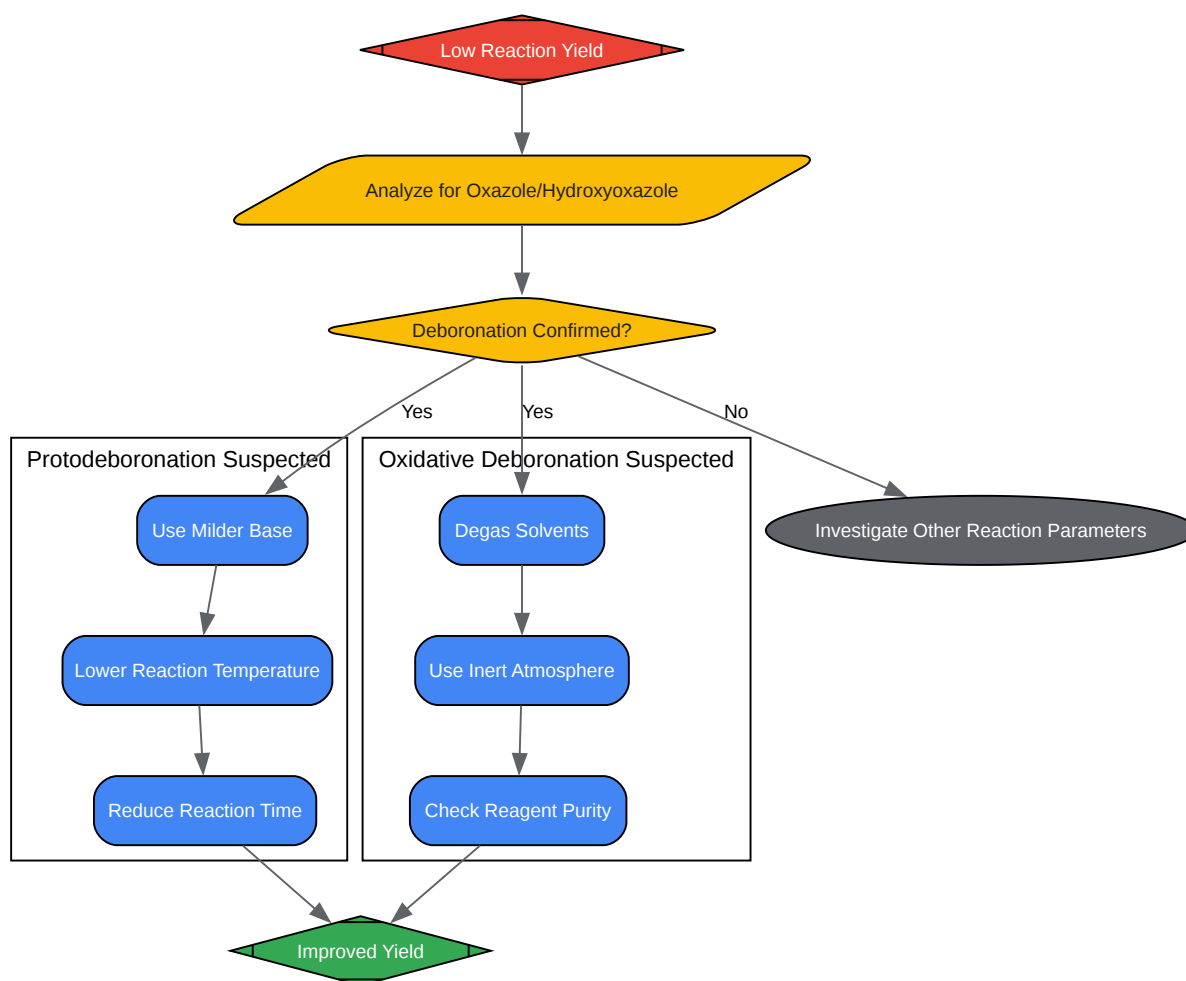 Low Reaction Yield
Analyze for Oxazole/Hydroxyoxazole
Deboronation Confirmed?
Yes
Yes
No
Protodeboronation Suspected
Oxidative Deboronation Suspected
Use Milder Base
Degas Solvents
Investigate Other Reaction Parameters
Lower Reaction Temperature
Use Inert Atmosphere
Reduce Reaction Time
Check Reagent Purity
Improved Yield